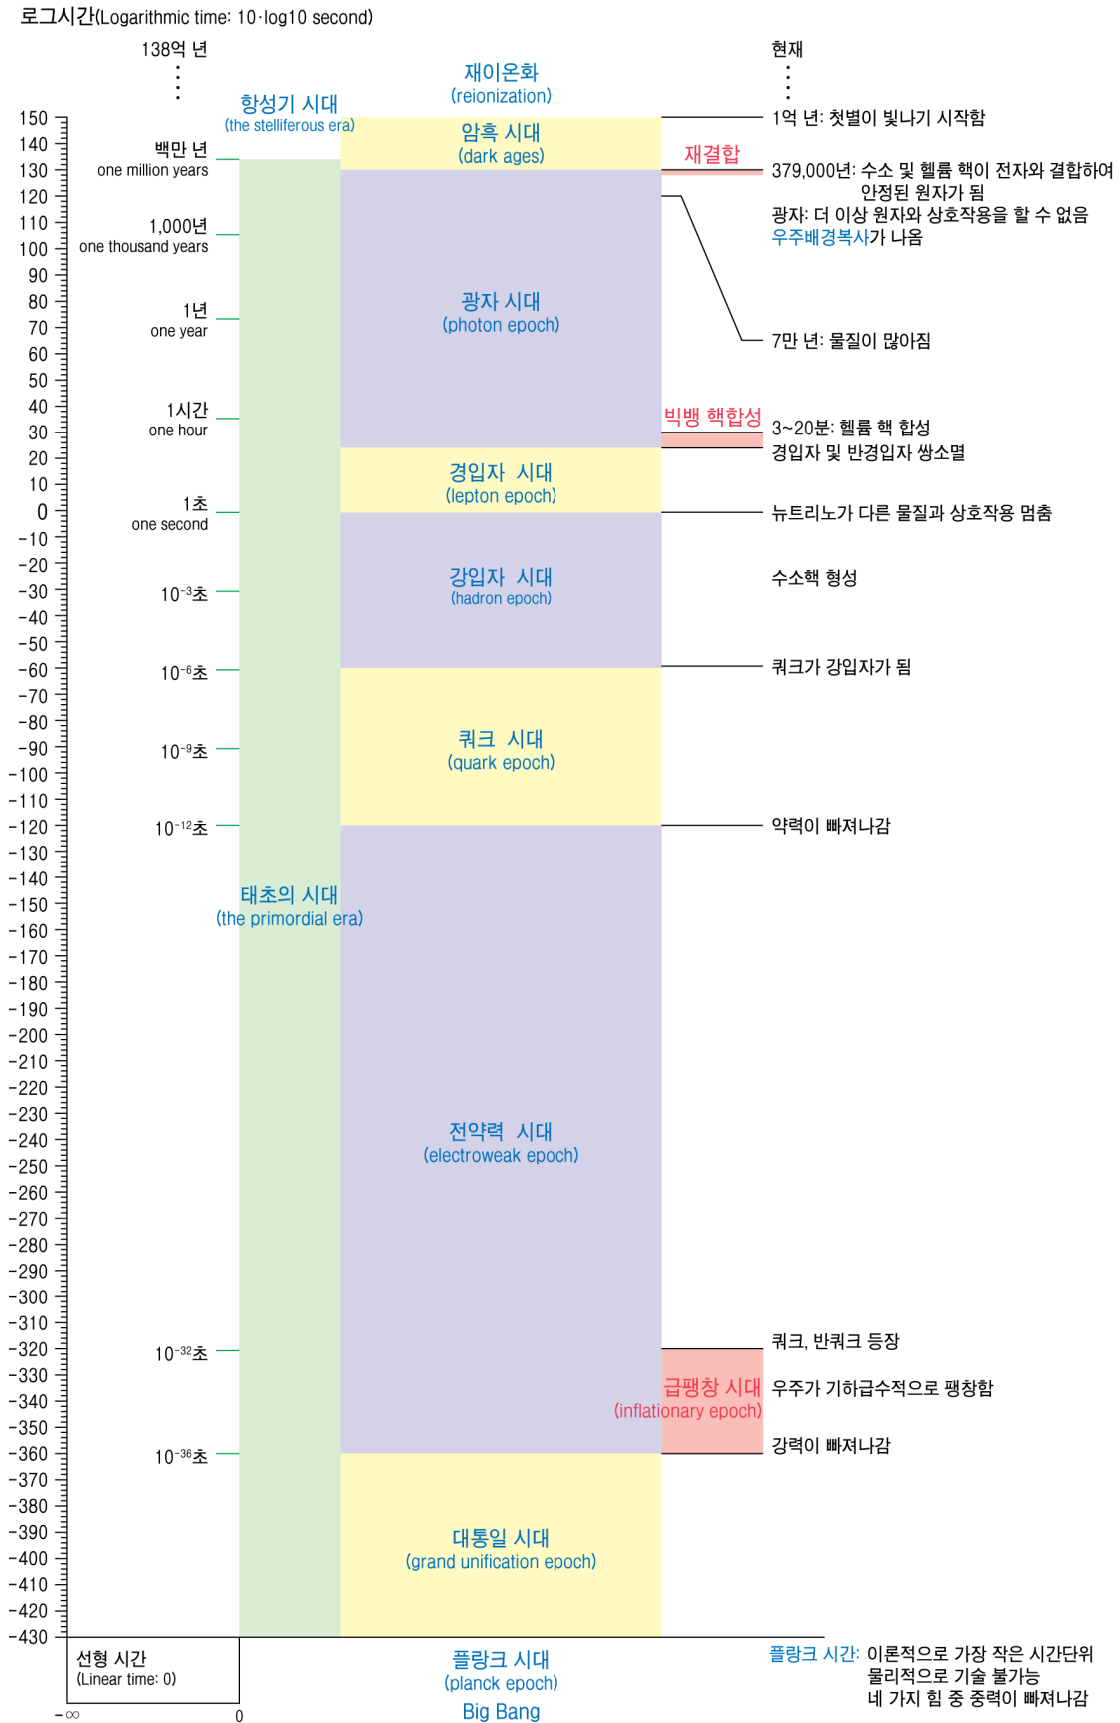 로그시간(Logarithmic time: 10·log10 second)
138억 년
현재
재이온화
(reionization)
항성기 시대
(the stelliferous era)
150
1억 년: 첫별이 빛나기 시작함
암흑 시대
(dark ages)
140
백만 년
one million years
재결합
130
379,000년: 수소 및 헬륨 핵이 전자와 결합하여
안정된 원자가 됨
광자: 더 이상 원자와 상호작용을 할 수 없음
우주배경복사가 나옴
120
110
1,000년
one thousand years
100
90
80
광자 시대
(photon epoch)
1년
one year
70
7만 년: 물질이 많아짐
60
50
40
1시간
one hour
빅뱅 핵합성
30
3~20분: 헬륨 핵 합성
경입자 및 반경입자 쌍소멸
20
경입자 시대
(lepton epoch)
10
1초
one second
0
뉴트리노가 다른 물질과 상호작용 멈춤
-10
-20
강입자 시대
(hadron epoch)
수소핵 형성
-30
10⁻³초
-40
-50
-60
10⁻⁶초
쿼크가 강입자가 됨
-70
-80
쿼크 시대
(quark epoch)
-90
10⁻⁹초
-100
-110
-120
10⁻¹²초
약력이 빠져나감
-130
-140
태초의 시대
(the primordial era)
-150
-160
-170
-180
-190
-200
-210
-220
-230
-240
전약력 시대
(electroweak epoch)
-250
-260
-270
-280
-290
-300
-310
-320
10⁻³²초
쿼크, 반쿼크 등장
-330
급팽창 시대
(inflationary epoch)
우주가 기하급수적으로 팽창함
-340
-350
-360
10⁻³⁶초
강력이 빠져나감
-370
-380
-390
대통일 시대
(grand unification epoch)
-400
-410
-420
-430
선형 시간
(Linear time: 0)
플랑크 시대
(planck epoch)
Big Bang
플랑크 시간: 이론적으로 가장 작은 시간단위
물리적으로 기술 불가능
네 가지 힘 중 중력이 빠져나감
-∞
0